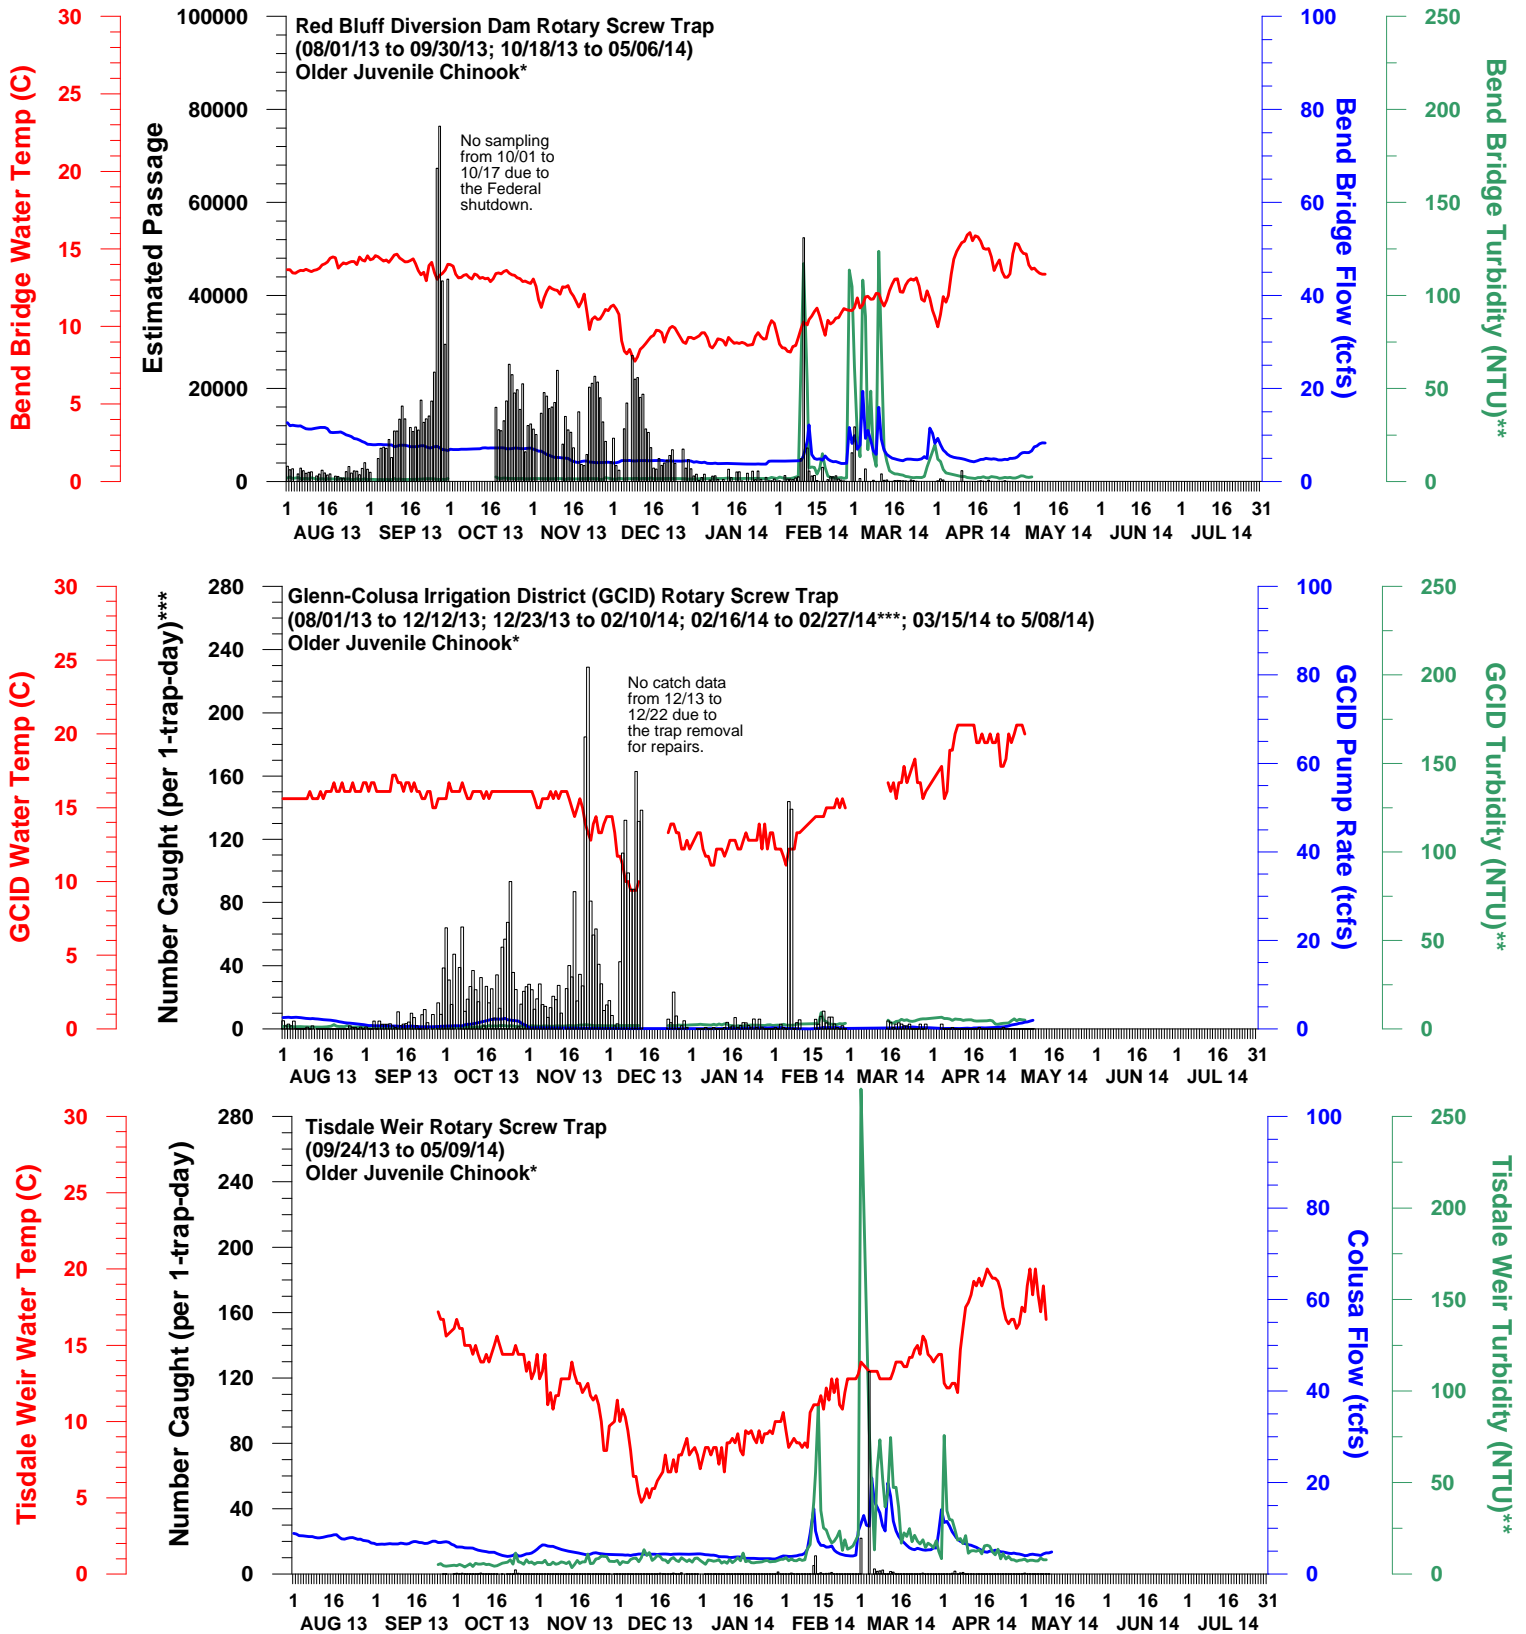 Red Bluff Diversion Dam Rotary Screw Trap
(08/01/13 to 09/30/13; 10/18/13 to 05/06/14)
Older Juvenile Chinook*
No sampling
from 10/01 to
10/17 due to
the Federal
shutdown.
Bend Bridge Water Temp (C)
30
25
20
15
10
5
0
Estimated Passage
100000
80000
60000
40000
20000
0
Bend Bridge Flow (tcfs)
100
80
60
40
20
0
Bend Bridge Turbidity (NTU)**
250
200
150
100
50
0
1 16 1 16 1 16 1 16 1 16 1 16 1 15 1 16 1 16 1 16 1 16 1 16 31
AUG 13 SEP 13 OCT 13 NOV 13 DEC 13 JAN 14 FEB 14 MAR 14 APR 14 MAY 14 JUN 14 JUL 14
Glenn-Colusa Irrigation District (GCID) Rotary Screw Trap
(08/01/13 to 12/12/13; 12/23/13 to 02/10/14; 02/16/14 to 02/27/14***; 03/15/14 to 5/08/14)
Older Juvenile Chinook*
No catch data
from 12/13 to
12/22 due to
the trap removal
for repairs.
GCID Water Temp (C)
30
25
20
15
10
5
0
Number Caught (per 1-trap-day)***
280
240
200
160
120
80
40
0
GCID Pump Rate (tcfs)
100
80
60
40
20
0
GCID Turbidity (NTU)**
250
200
150
100
50
0
1 16 1 16 1 16 1 16 1 16 1 16 1 15 1 16 1 16 1 16 1 16 1 16 31
AUG 13 SEP 13 OCT 13 NOV 13 DEC 13 JAN 14 FEB 14 MAR 14 APR 14 MAY 14 JUN 14 JUL 14
Tisdale Weir Rotary Screw Trap
(09/24/13 to 05/09/14)
Older Juvenile Chinook*
Tisdale Weir Water Temp (C)
30
25
20
15
10
5
0
Number Caught (per 1-trap-day)
280
240
200
160
120
80
40
0
Colusa Flow (tcfs)
100
80
60
40
20
0
Tisdale Weir Turbidity (NTU)**
250
200
150
100
50
0
1 16 1 16 1 16 1 16 1 16 1 16 1 15 1 16 1 16 1 16 1 16 1 16 31
AUG 13 SEP 13 OCT 13 NOV 13 DEC 13 JAN 14 FEB 14 MAR 14 APR 14 MAY 14 JUN 14 JUL 14